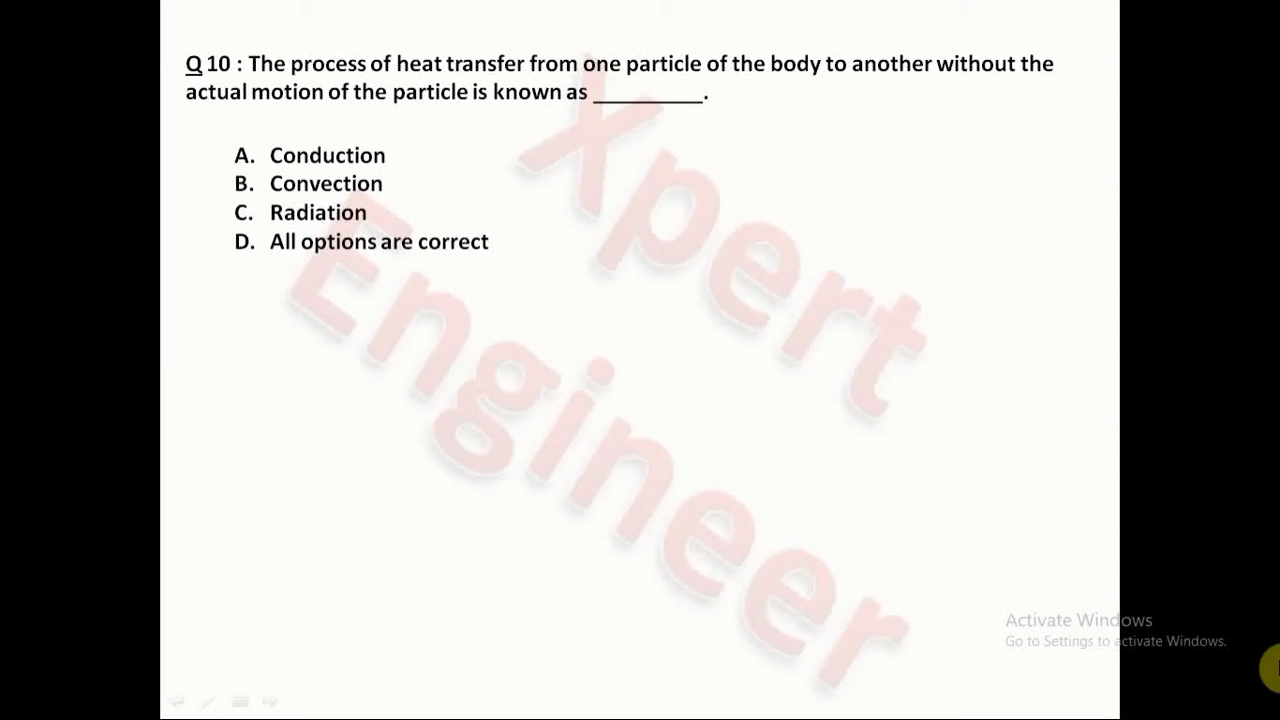 Q 10 : The process of heat transfer from one particle of the body to another without the
actual motion of the particle is known as _________.
A. Conduction
B. Convection
C. Radiation
D. All options are correct
Xpert
Engineer
Activate Windows
Go to Settings to activate Windows.